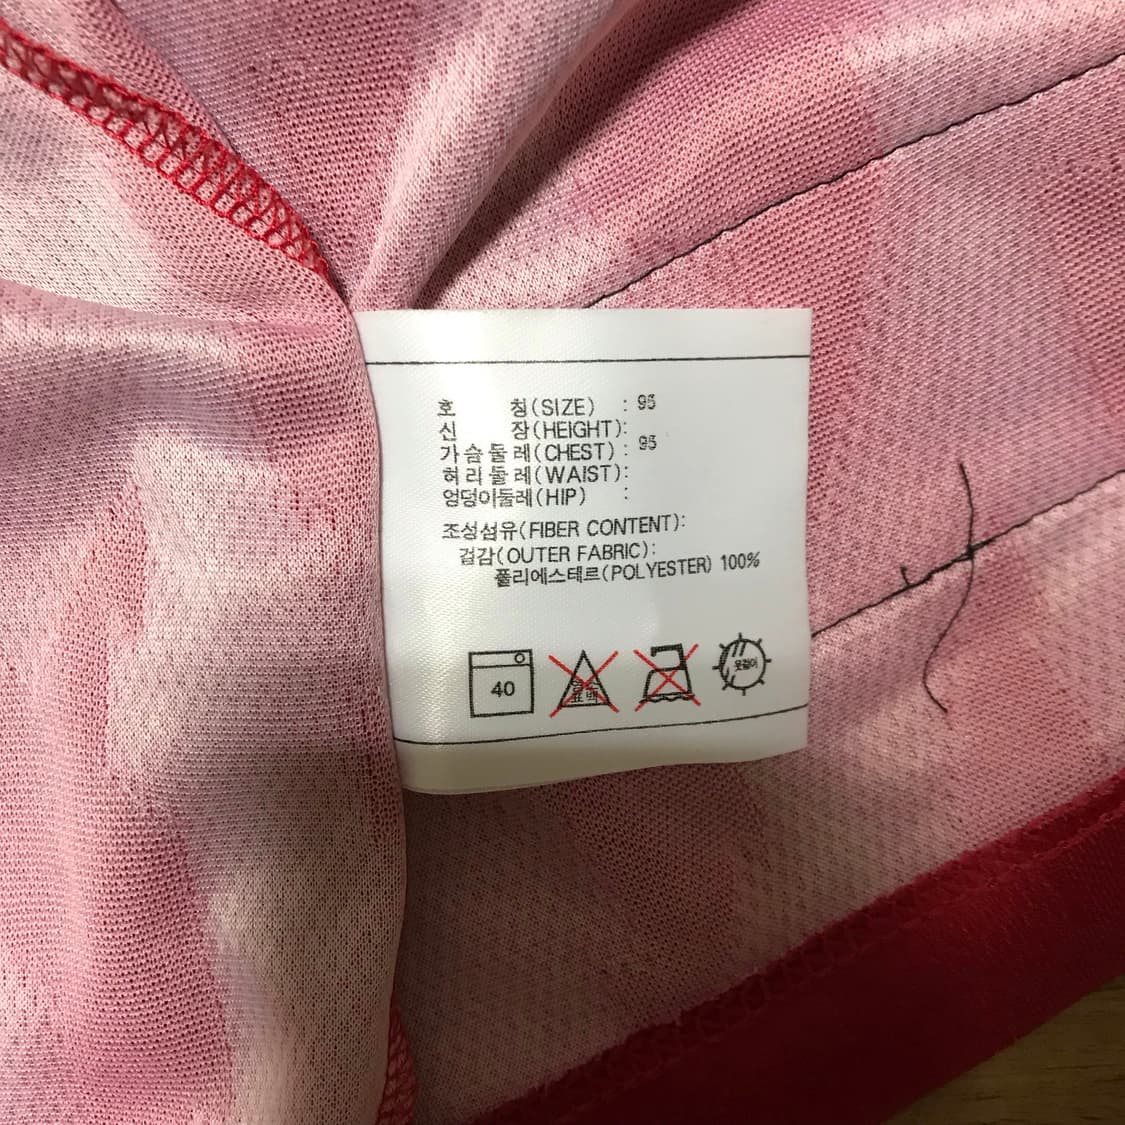 호 칭(SIZE) : 95
신 장(HEIGHT):
가슴둘레(CHEST) : 95
허리둘레(WAIST):
엉덩이둘레(HIP) :
조성섬유(FIBER CONTENT):
겉감(OUTER FABRIC):
폴리에스테르(POLYESTER) 100%
40
표백
옷걸이